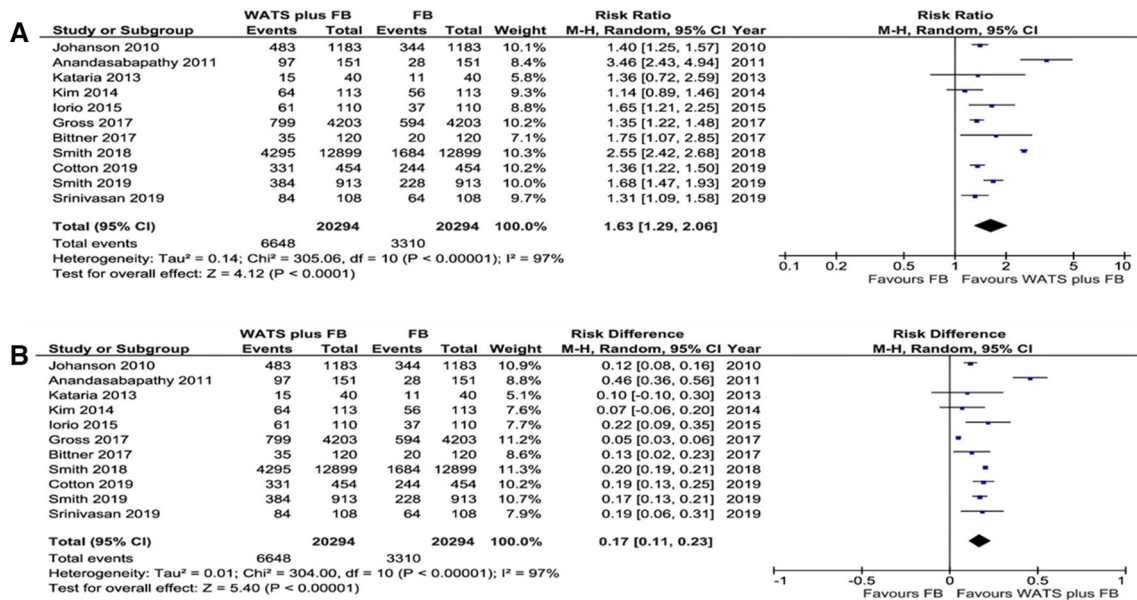 A
WATS plus FB FB Risk Ratio Risk Ratio
Study or Subgroup Events Total Events Total Weight M-H, Random, 95% CI Year M-H, Random, 95% CI
Johanson 2010 483 1183 344 1183 10.1% 1.40 [1.25, 1.57] 2010
Anandasabapathy 2011 97 151 28 151 8.4% 3.46 [2.43, 4.94] 2011
Kataria 2013 15 40 11 40 5.8% 1.36 [0.72, 2.59] 2013
Kim 2014 64 113 56 113 9.3% 1.14 [0.89, 1.46] 2014
Iorio 2015 61 110 37 110 8.8% 1.65 [1.21, 2.25] 2015
Gross 2017 799 4203 594 4203 10.2% 1.35 [1.22, 1.48] 2017
Bittner 2017 35 120 20 120 7.1% 1.75 [1.07, 2.85] 2017
Smith 2018 4295 12899 1684 12899 10.3% 2.55 [2.42, 2.68] 2018
Cotton 2019 331 454 244 454 10.2% 1.36 [1.22, 1.50] 2019
Smith 2019 384 913 228 913 10.0% 1.68 [1.47, 1.93] 2019
Srinivasan 2019 84 108 64 108 9.7% 1.31 [1.09, 1.58] 2019
Total (95% CI) 20294 20294 100.0% 1.63 [1.29, 2.06]
Total events 6648 3310
Heterogeneity: Tau² = 0.14; Chi² = 305.06, df = 10 (P < 0.00001); I² = 97%
Test for overall effect: Z = 4.12 (P < 0.0001)
0.1 0.2 0.5 1 2 5 10
Favours FB Favours WATS plus FB
B
WATS plus FB FB Risk Difference Risk Difference
Study or Subgroup Events Total Events Total Weight M-H, Random, 95% CI Year M-H, Random, 95% CI
Johanson 2010 483 1183 344 1183 10.9% 0.12 [0.08, 0.16] 2010
Anandasabapathy 2011 97 151 28 151 8.8% 0.46 [0.36, 0.56] 2011
Kataria 2013 15 40 11 40 5.1% 0.10 [-0.10, 0.30] 2013
Kim 2014 64 113 56 113 7.6% 0.07 [-0.06, 0.20] 2014
Iorio 2015 61 110 37 110 7.6% 0.22 [0.09, 0.35] 2015
Gross 2017 799 4203 594 4203 11.2% 0.05 [0.03, 0.06] 2017
Bittner 2017 35 120 20 120 8.6% 0.13 [0.02, 0.23] 2017
Smith 2018 4295 12899 1684 12899 11.3% 0.20 [0.19, 0.21] 2018
Cotton 2019 331 454 244 454 10.2% 0.19 [0.13, 0.25] 2019
Smith 2019 384 913 228 913 10.7% 0.17 [0.13, 0.21] 2019
Srinivasan 2019 84 108 64 108 7.9% 0.19 [0.06, 0.31] 2019
Total (95% CI) 20294 20294 100.0% 0.17 [0.11, 0.23]
Total events 6648 3310
Heterogeneity: Tau² = 0.01; Chi² = 304.00, df = 10 (P < 0.00001); I² = 97%
Test for overall effect: Z = 5.40 (P < 0.00001)
-1 -0.5 0 0.5 1
Favours FB Favours WATS plus FB